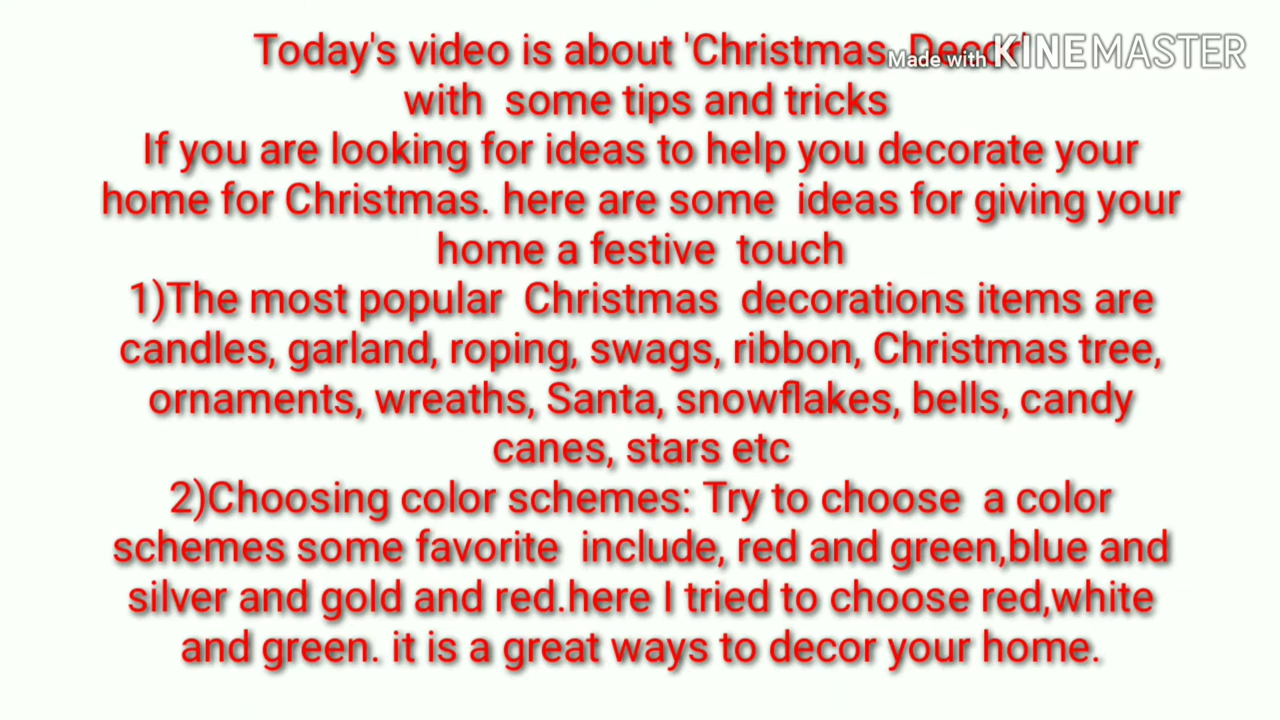 Today's video is about 'Christmas Decor'
Made with KINEMASTER
with some tips and tricks
If you are looking for ideas to help you decorate your
home for Christmas. here are some ideas for giving your
home a festive touch
1)The most popular Christmas decorations items are
candles, garland, roping, swags, ribbon, Christmas tree,
ornaments, wreaths, Santa, snowflakes, bells, candy
canes, stars etc
2)Choosing color schemes: Try to choose a color
schemes some favorite include, red and green,blue and
silver and gold and red.here I tried to choose red,white
and green. it is a great ways to decor your home.